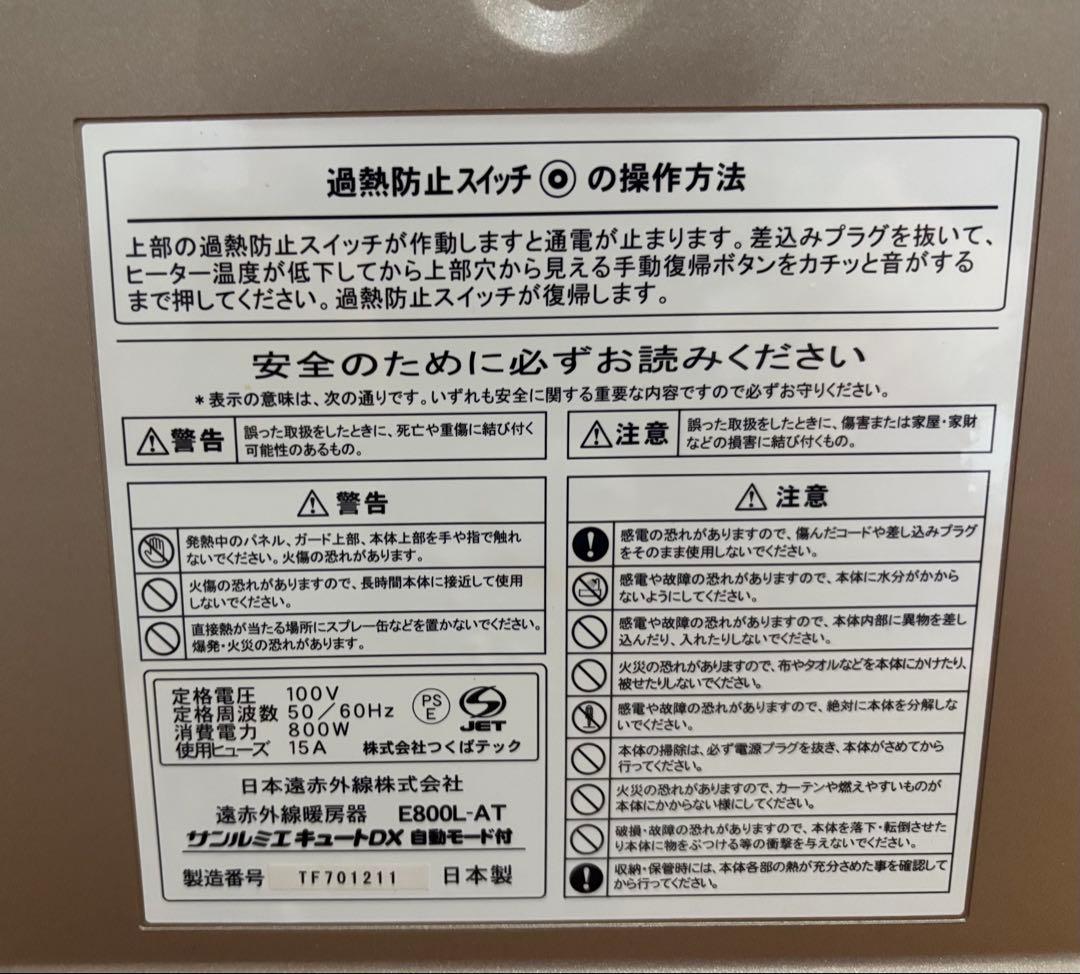 過熱防止スイッチ◎の操作方法
上部の過熱防止スイッチが作動しますと通電が止まります。差込みプラグを抜いて、
ヒーター温度が低下してから上部穴から見える手動復帰ボタンをカチッと音がする
まで押してください。過熱防止スイッチが復帰します。
安全のために必ずお読みください
*表示の意味は、次の通りです。いずれも安全に関する重要な内容ですので必ずお守りください。
⚠警告
誤った取扱をしたときに、死亡や重傷に結び付く
可能性のあるもの。
⚠注意
誤った取扱をしたときに、傷害または家屋・家財
などの損害に結び付くもの。
⚠ 警告
発熱中のパネル、ガード上部、本体上部を手や指で触れ
ないでください。火傷の恐れがあります。
火傷の恐れがありますので、長時間本体に接近して使用
しないでください。
直接熱が当たる場所にスプレー缶などを置かないでください。
爆発・火災の恐れがあります。
定格電圧 100V
定格周波数 50/60Hz
消費電力 800W
使用ヒューズ 15A
PS
E
JET
株式会社つくばテック
日本遠赤外線株式会社
遠赤外線暖房器 E800L-AT
サンルミエキュートDX 自動モード付
製造番号 TF701211 日本製
⚠ 注意
感電の恐れがありますので、傷んだコードや差し込みプラグ
をそのまま使用しないでください。
感電や故障の恐れがありますので、本体に水分がかから
ないようにしてください。
感電や故障の恐れがありますので、本体内部に異物を差し
込んだり、入れたりしないでください。
火災の恐れがありますので、布やタオルなどを本体にかけたり、
被せたりしないでください。
感電や故障の恐れがありますので、絶対に本体を分解しな
いでください。
本体の掃除は、必ず電源プラグを抜き、本体がさめてから
行ってください。
火災の恐れがありますので、カーテンや燃えやすいものが
本体にかからない様にしてください。
破損・故障の恐れがありますので、本体を落下・転倒させた
り本体に物をぶつける等の衝撃を与えないでください。
収納・保管時には、本体各部の熱が充分さめた事を確認して
から行ってください。